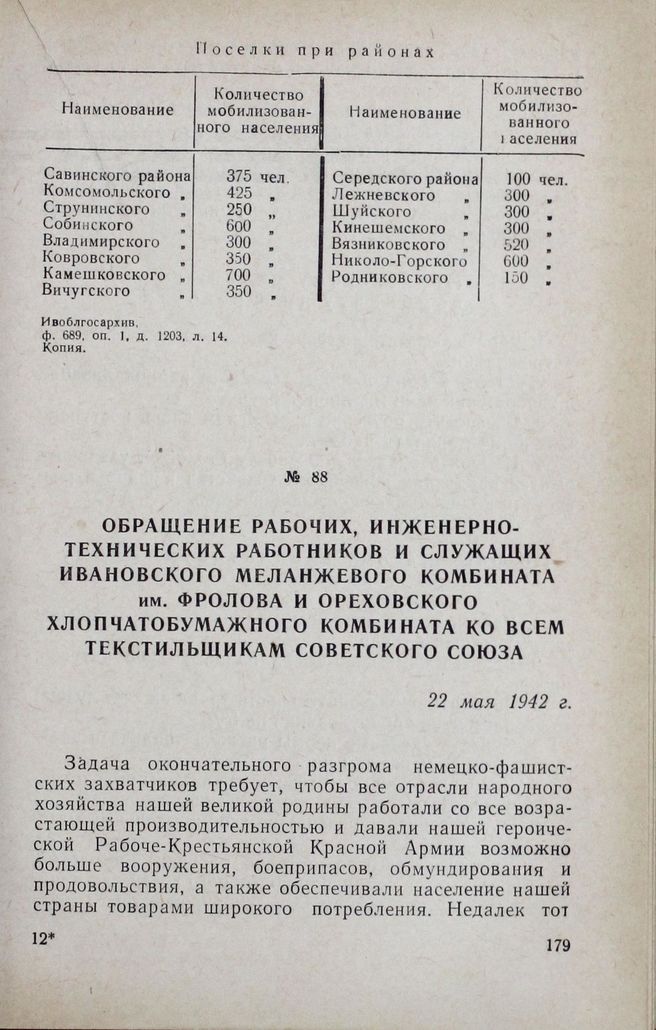 Поселки при районах
Наименование
Количество
мобилизован-
ного населения
Наименование
Количество
мобилизо-
ванного
населения
Савинского района 375 чел.
Комсомольского „ 425 „
Струнинского „ 250 „
Собинского „ 600 „
Владимирского „ 300 „
Ковровского „ 350 „
Камешковского „ 700 „
Вичугского „ 350 „
Середского района 100 чел.
Лежневского „ 300 „
Шуйского „ 300 „
Кинешемского „ 300 „
Вязниковского „ 520 „
Николо-Горского 600 „
Родниковского „ 150 „
Ивоблгосархив,
ф. 689, оп. 1, д. 1203, л. 14.
Копия.
№ 88
ОБРАЩЕНИЕ РАБОЧИХ, ИНЖЕНЕРНО-
ТЕХНИЧЕСКИХ РАБОТНИКОВ И СЛУЖАЩИХ
ИВАНОВСКОГО МЕЛАНЖЕВОГО КОМБИНАТА
им. ФРОЛОВА И ОРЕХОВСКОГО
ХЛОПЧАТОБУМАЖНОГО КОМБИНАТА КО ВСЕМ
ТЕКСТИЛЬЩИКАМ СОВЕТСКОГО СОЮЗА
22 мая 1942 г.
Задача окончательного разгрома немецко-фашист-
ских захватчиков требует, чтобы все отрасли народного
хозяйства нашей великой родины работали со все возра-
стающей производительностью и давали нашей героиче-
ской Рабоче-Крестьянской Красной Армии возможно
больше вооружения, боеприпасов, обмундирования и
продовольствия, а также обеспечивали население нашей
страны товарами широкого потребления. Недалек тот
12*
179